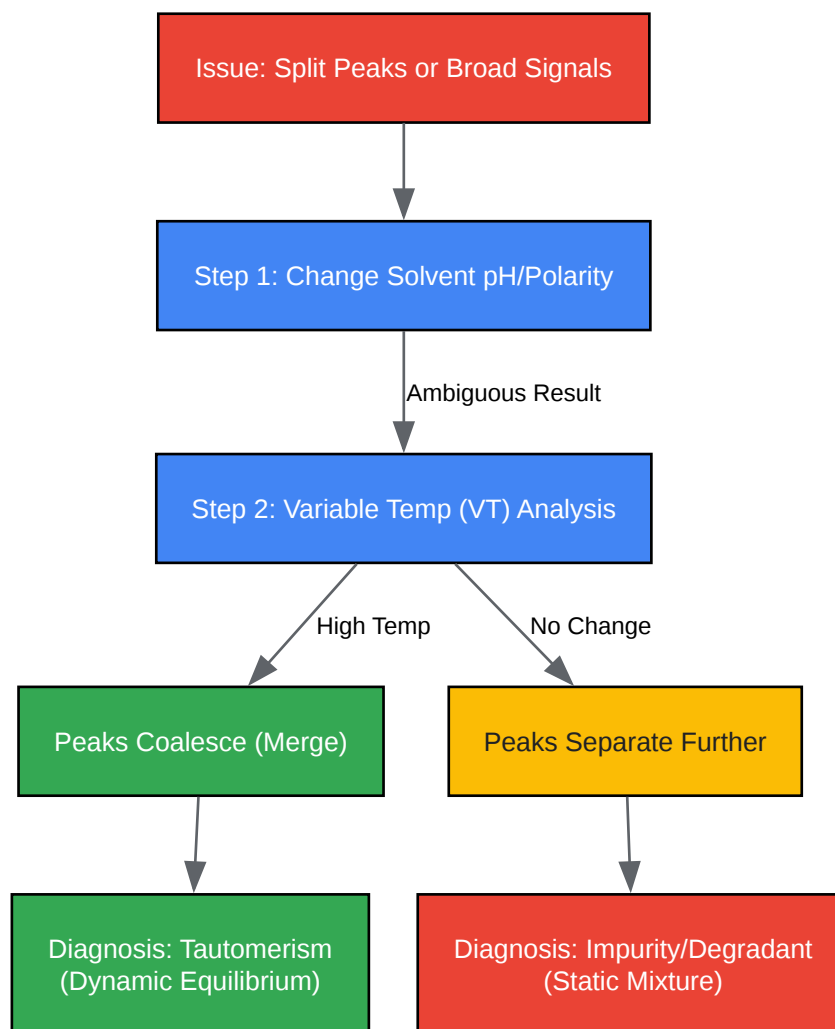 Issue: Split Peaks or Broad Signals
Step 1: Change Solvent pH/Polarity
Ambiguous Result
Step 2: Variable Temp (VT) Analysis
High Temp
No Change
Peaks Coalesce (Merge)
Peaks Separate Further
Diagnosis: Tautomerism
(Dynamic Equilibrium)
Diagnosis: Impurity/Degradant
(Static Mixture)